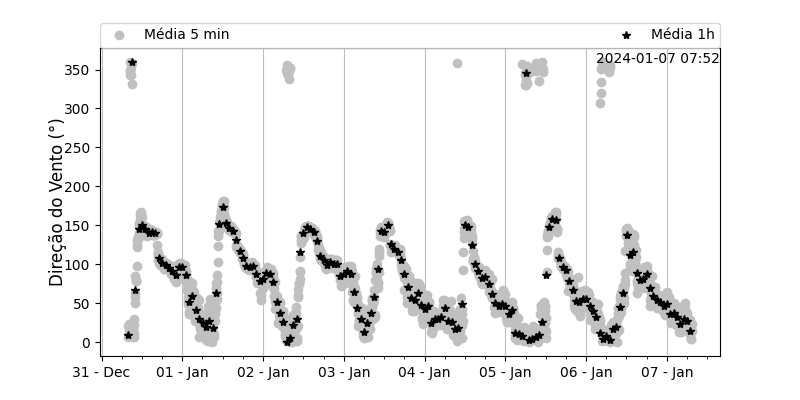 Média 5 min
Média 1h
2024-01-07 07:52
Direção do Vento (°)
350
300
250
200
150
100
50
0
31 - Dec
01 - Jan
02 - Jan
03 - Jan
04 - Jan
05 - Jan
06 - Jan
07 - Jan